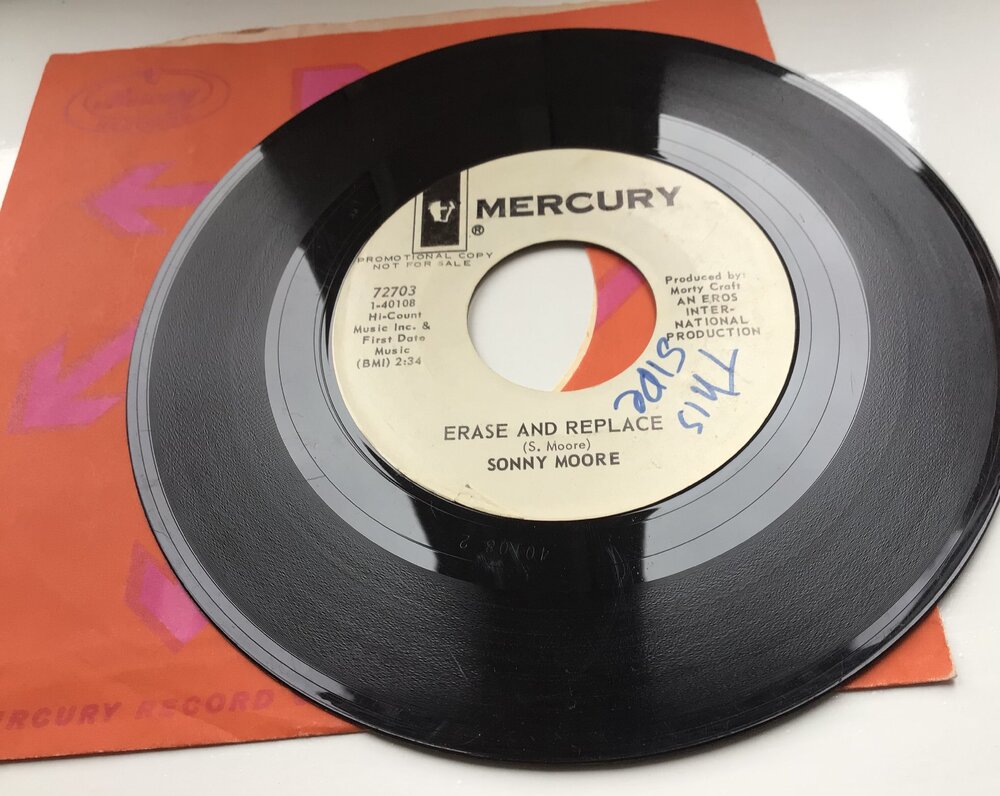 MERCURY
®
PROMOTIONAL COPY
NOT FOR SALE
72703
1-40108
Hi-Count
Music Inc. &
First Date
Music
(BMI) 2:34
Produced by:
Morty Craft
AN EROS
INTER-
NATIONAL
PRODUCTION
THIS
SIDE
ERASE AND REPLACE
(S. Moore)
SONNY MOORE
MERCURY RECORD